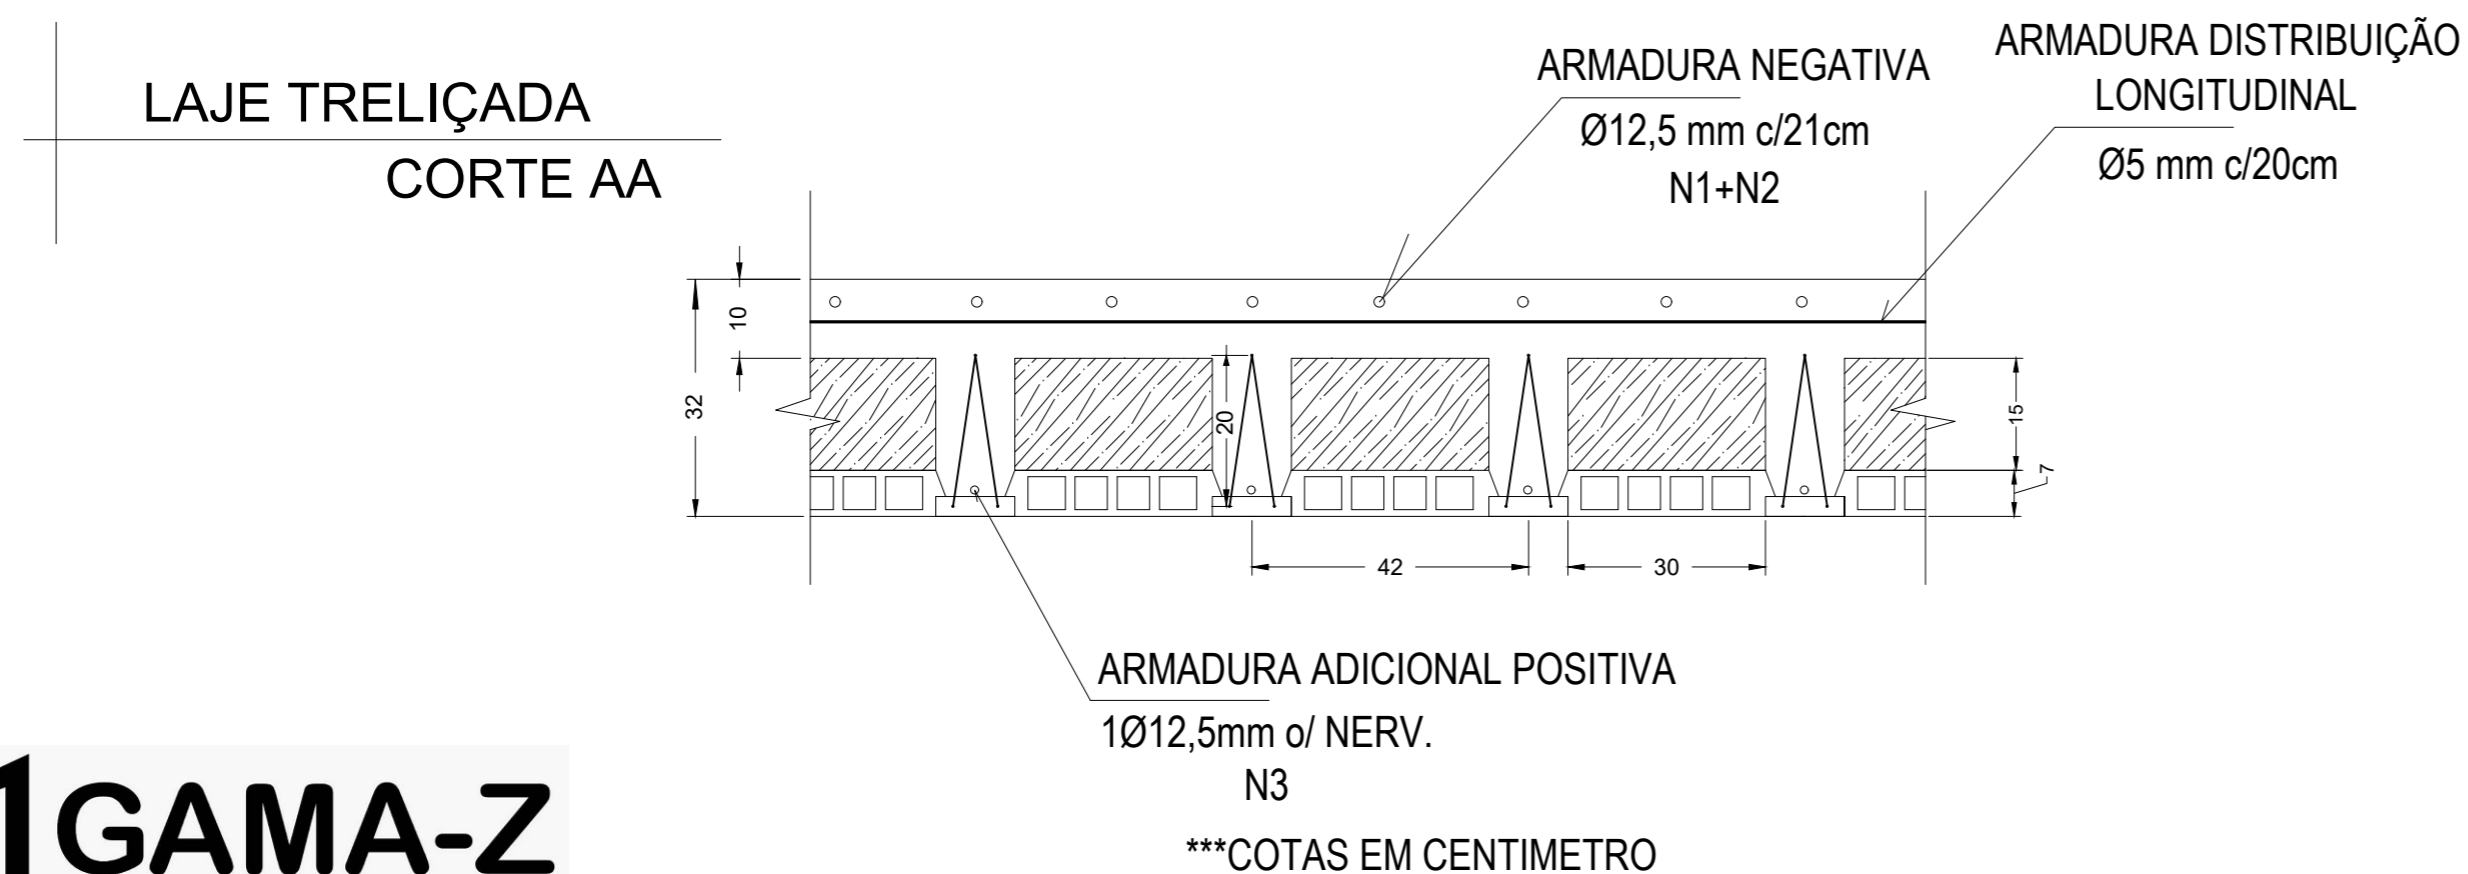 LAJE TRELIÇADA
CORTE AA
ARMADURA NEGATIVA
Ø12,5 mm c/21cm
N1+N2
ARMADURA DISTRIBUIÇÃO
LONGITUDINAL
Ø5 mm c/20cm
10
32
20
15
7
42
30
ARMADURA ADICIONAL POSITIVA
1Ø12,5mm o/ NERV.
N3
***COTAS EM CENTIMETRO
1GAMA-Z